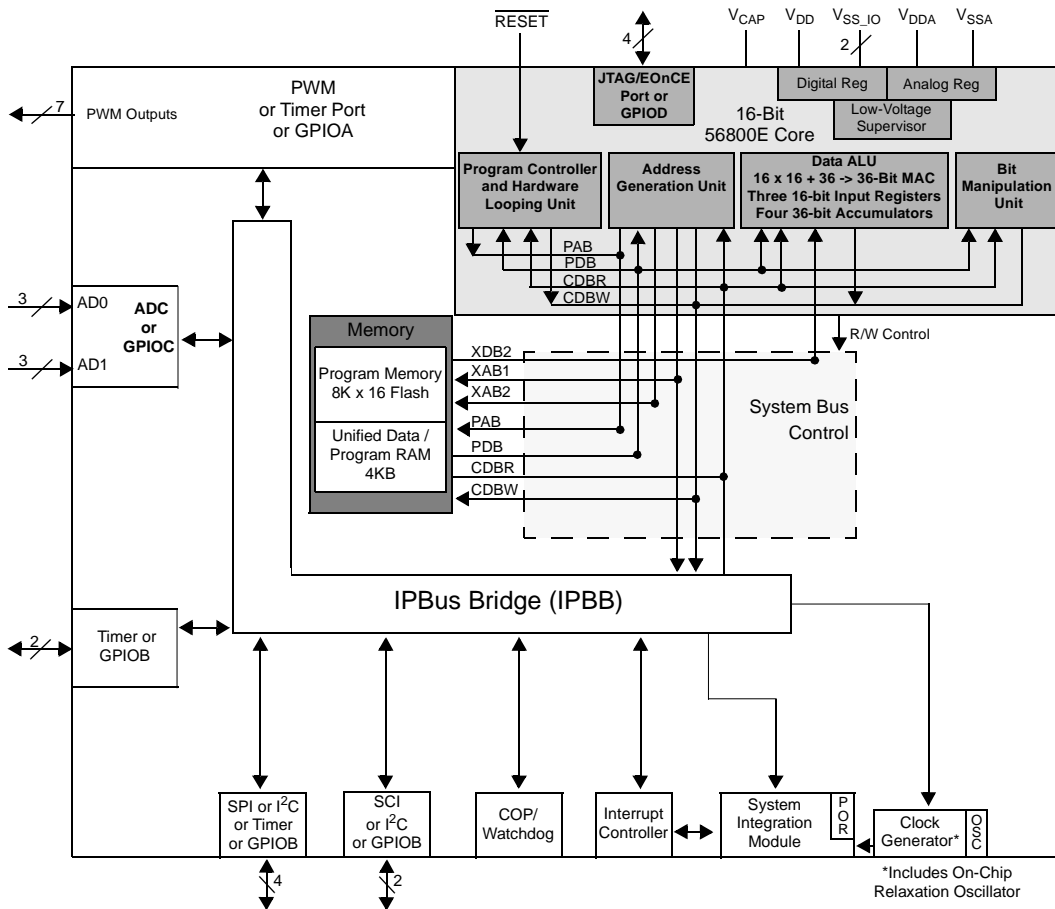 RESET
4
V_CAP
V_DD
V_SS_IO
2
V_DDA
V_SSA
7
PWM Outputs
PWM
or Timer Port
or GPIOA
JTAG/EOnCE
Port or
GPIOD
16-Bit
56800E Core
Digital Reg
Analog Reg
Low-Voltage
Supervisor
Program Controller
and Hardware
Looping Unit
Address
Generation Unit
Data ALU
16 x 16 + 36 -> 36-Bit MAC
Three 16-bit Input Registers
Four 36-bit Accumulators
Bit
Manipulation
Unit
PAB
PDB
CDBR
CDBW
3
AD0
3
AD1
ADC
or
GPIOC
Memory
Program Memory
8K x 16 Flash
Unified Data /
Program RAM
4KB
XDB2
XAB1
XAB2
PAB
PDB
CDBR
CDBW
R/W Control
System Bus
Control
IPBus Bridge (IPBB)
2
Timer or
GPIOB
SPI or I²C
or Timer
or GPIOB
4
SCI
or I²C
or GPIOB
2
COP/
Watchdog
Interrupt
Controller
System
Integration
Module
POR
Clock
Generator*
OSC
*Includes On-Chip
Relaxation Oscillator